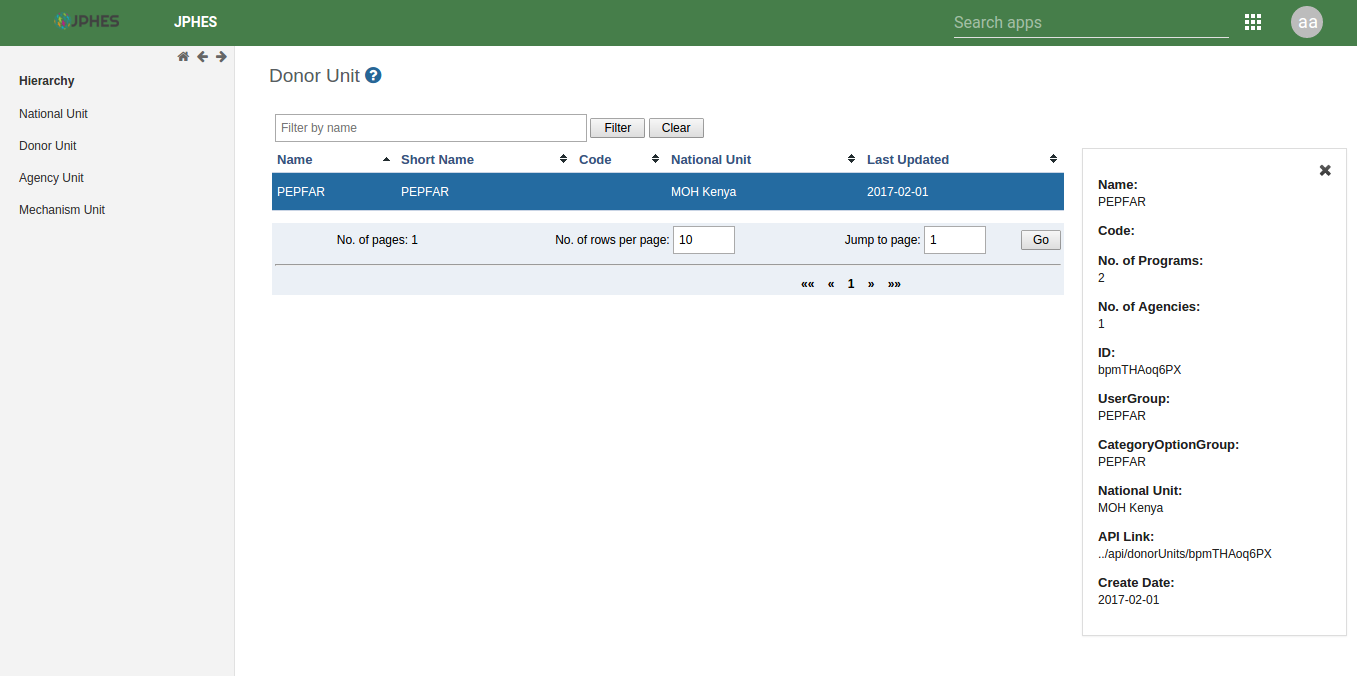 JPHES
JPHES
Search apps
aa
Hierarchy
National Unit
Donor Unit
Agency Unit
Mechanism Unit
Donor Unit ?
Filter by name
Filter
Clear
Name Short Name Code National Unit Last Updated
PEPFAR PEPFAR MOH Kenya 2017-02-01
No. of pages: 1 No. of rows per page: 10 Jump to page: 1 Go
«« « 1 » »»
Name:
PEPFAR
Code:
No. of Programs:
2
No. of Agencies:
1
ID:
bpmTHAoq6PX
UserGroup:
PEPFAR
CategoryOptionGroup:
PEPFAR
National Unit:
MOH Kenya
API Link:
../api/donorUnits/bpmTHAoq6PX
Create Date:
2017-02-01